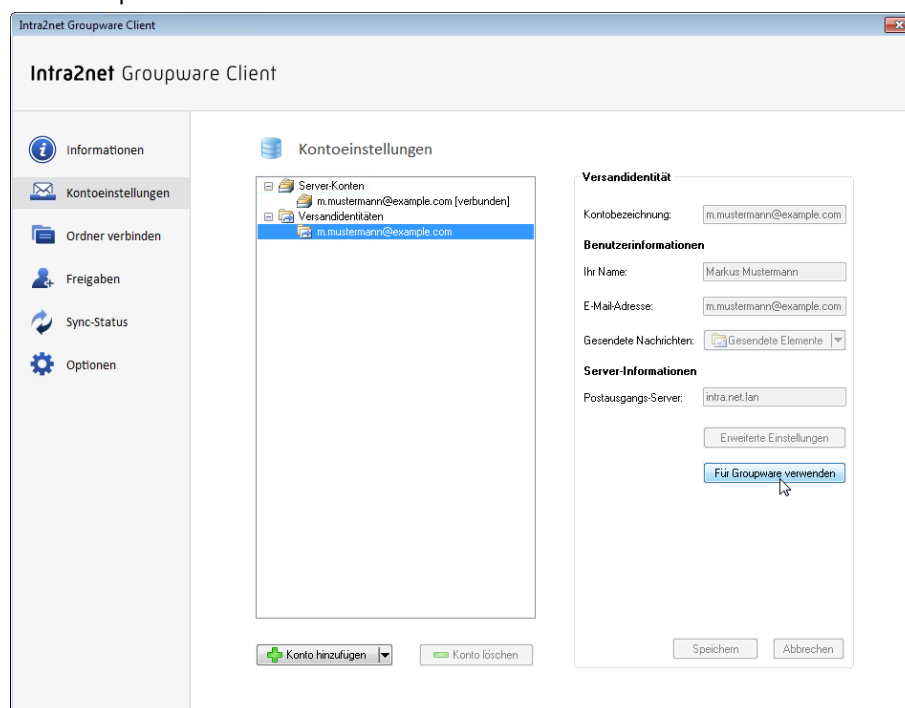 Intra2net Groupware Client
Intra2net Groupware Client
Informationen
Kontoeinstellungen
Ordner verbinden
Freigaben
Sync-Status
Optionen
Kontoeinstellungen
Server-Konten
m.mustermann@example.com [verbunden]
Versandidentitäten
m.mustermann@example.com
Konto hinzufügen
Konto löschen
Versandidentität
Kontobezeichnung: m.mustermann@example.com
Benutzerinformationen
Ihr Name: Markus Mustermann
E-Mail-Adresse: m.mustermann@example.com
Gesendete Nachrichten: Gesendete Elemente
Server-Informationen
Postausgangs-Server: intra.net.lan
Erweiterte Einstellungen
Für Groupware verwenden
Speichern Abbrechen